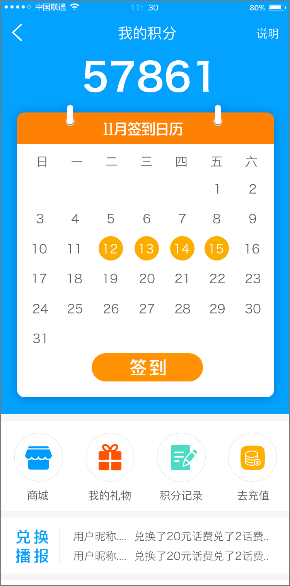 中国联通 11：30 80%
我的积分 说明
57861
11月签到日历
日 一 二 三 四 五 六
1 2
3 4 5 6 7 8 9
10 11 12 13 14 15 16
17 18 19 20 21 22 23
24 25 26 27 28 29 30
31
签到
商城 我的礼物 积分记录 去充值
兑换
播报
用户昵称.... 兑换了20元话费兑了2话费..
用户昵称.... 兑换了20元话费兑了2话费..